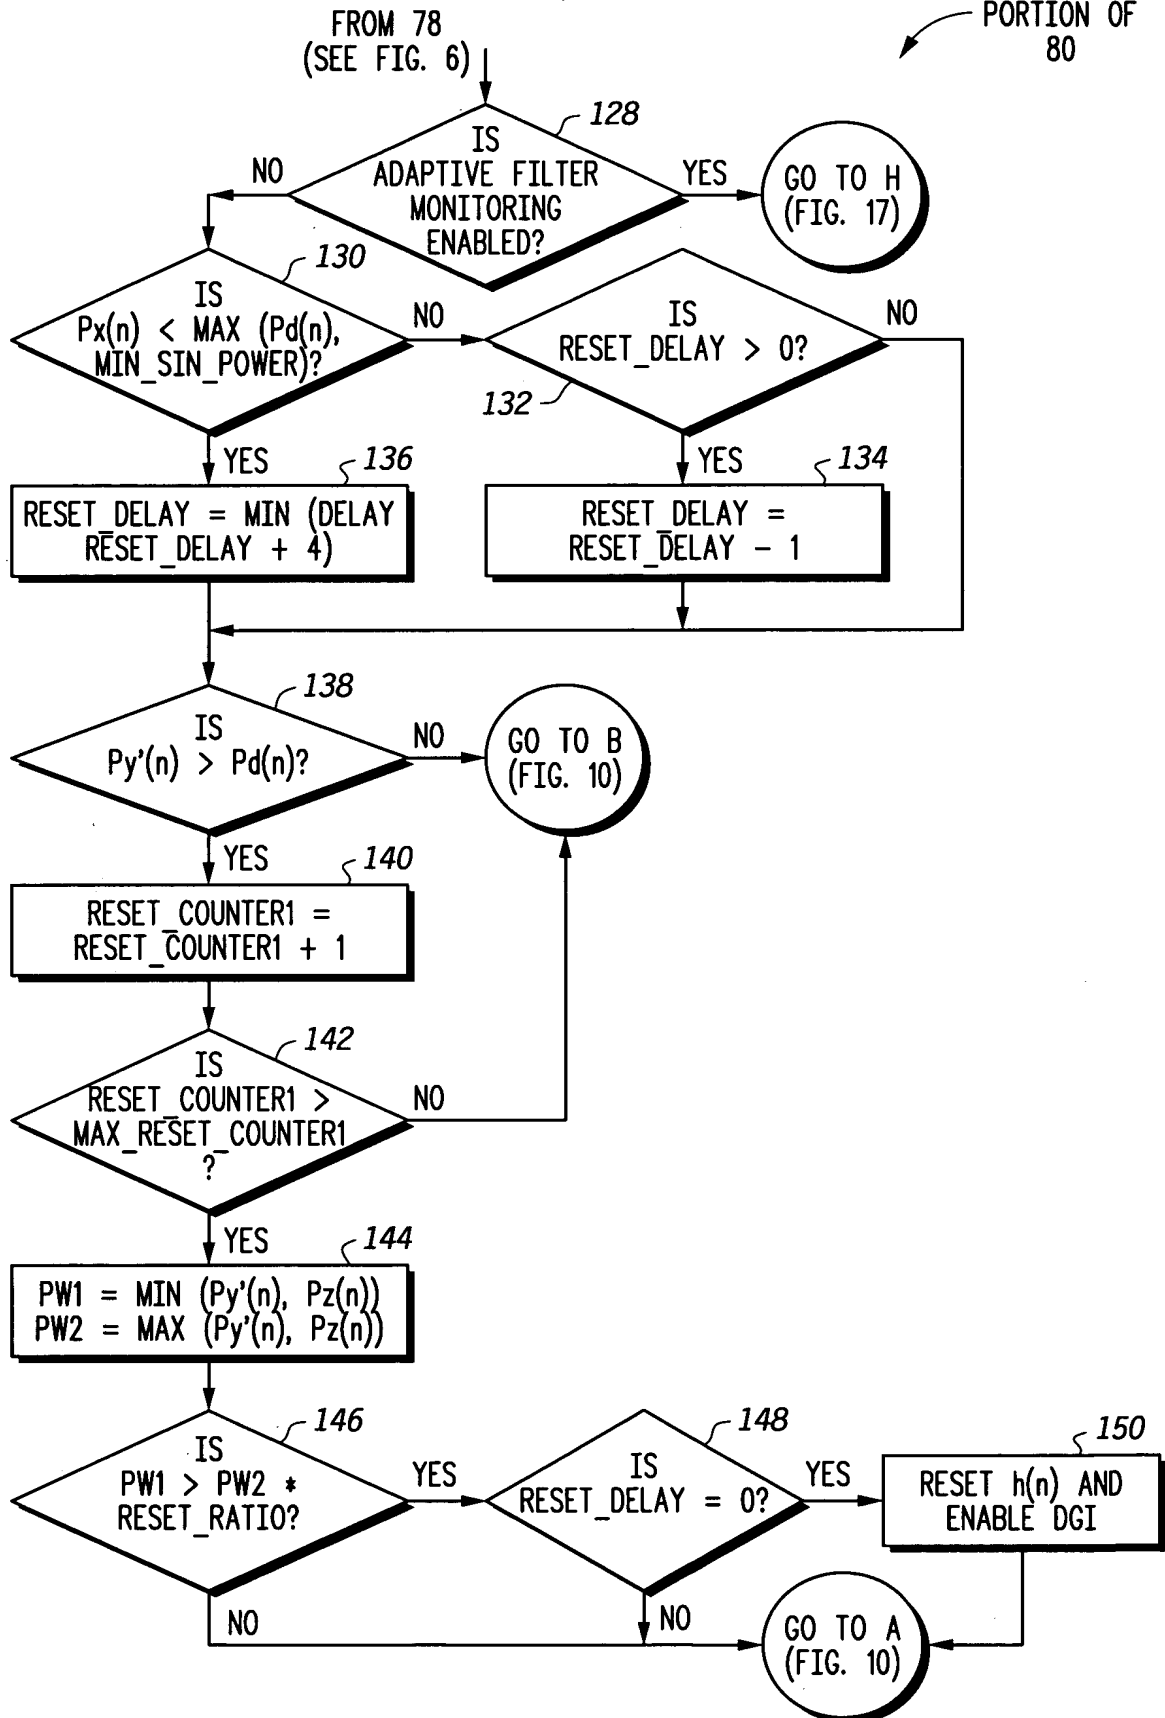 PORTION OF
80
FROM 78
(SEE FIG. 6)
128
IS
ADAPTIVE FILTER
MONITORING
ENABLED?
NO
YES
GO TO H
(FIG. 17)
130
IS
Px(n) < MAX (Pd(n),
MIN_SIN_POWER)?
NO
IS
RESET_DELAY > 0?
NO
132
YES
136
RESET_DELAY = MIN (DELAY
RESET_DELAY + 4)
YES
134
RESET_DELAY =
RESET_DELAY - 1
138
IS
Py'(n) > Pd(n)?
NO
GO TO B
(FIG. 10)
YES
140
RESET_COUNTER1 =
RESET_COUNTER1 + 1
142
IS
RESET_COUNTER1 >
MAX_RESET_COUNTER1
?
NO
YES
144
PW1 = MIN (Py'(n), Pz(n))
PW2 = MAX (Py'(n), Pz(n))
146
IS
PW1 > PW2 *
RESET_RATIO?
YES
148
IS
RESET_DELAY = 0?
YES
150
RESET h(n) AND
ENABLE DGI
NO
NO
GO TO A
(FIG. 10)